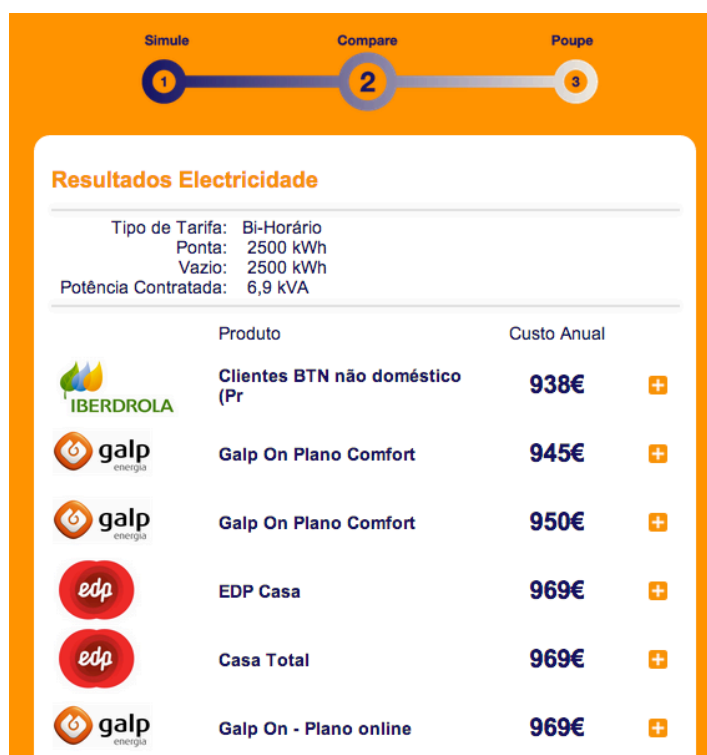 Simule Compare Poupe
1 2 3
Resultados Electricidade
Tipo de Tarifa: Bi-Horário
Ponta: 2500 kWh
Vazio: 2500 kWh
Potência Contratada: 6,9 kVA
Produto Custo Anual
IBERDROLA Clientes BTN não doméstico (Pr 938€
galp energia Galp On Plano Comfort 945€
galp energia Galp On Plano Comfort 950€
edp EDP Casa 969€
edp Casa Total 969€
galp energia Galp On - Plano online 969€